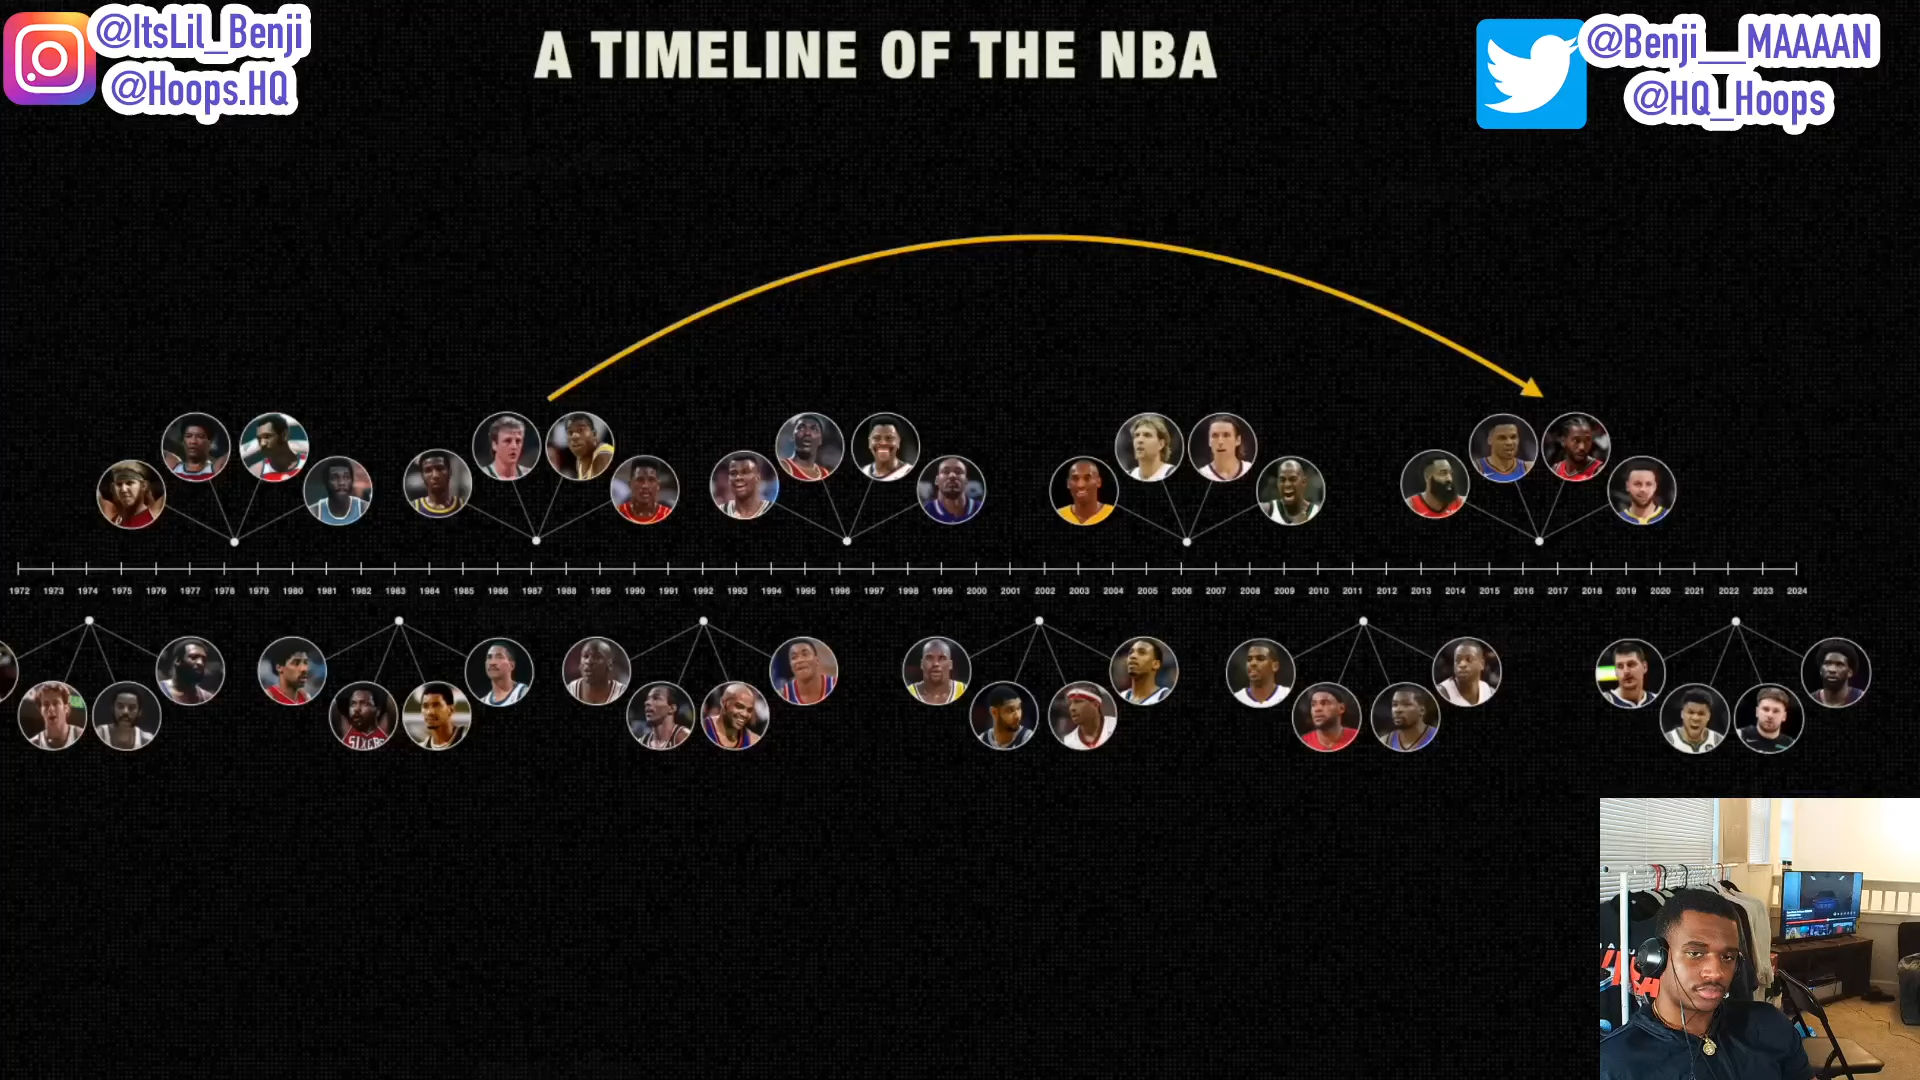 @ItsLil_Benji
@Hoops.HQ
A TIMELINE OF THE NBA
@Benji__MAAAAN
@HQ_Hoops
1972 1973 1974 1975 1976 1977 1978 1979 1980 1981 1982 1983 1984 1985 1986 1987 1988 1989 1990 1991 1992 1993 1994 1995 1996 1997 1998 1999 2000 2001 2002 2003 2004 2005 2006 2007 2008 2009 2010 2011 2012 2013 2014 2015 2016 2017 2018 2019 2020 2021 2022 2023 2024
SIXERS